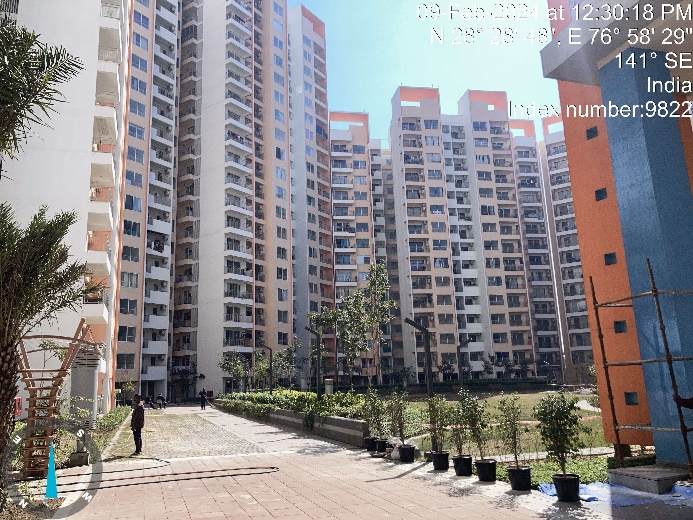 09-Feb-2024 at 12:30:18 PM
N 28° 28' 48", E 76° 58' 29"
141° SE
India
Index number:9822